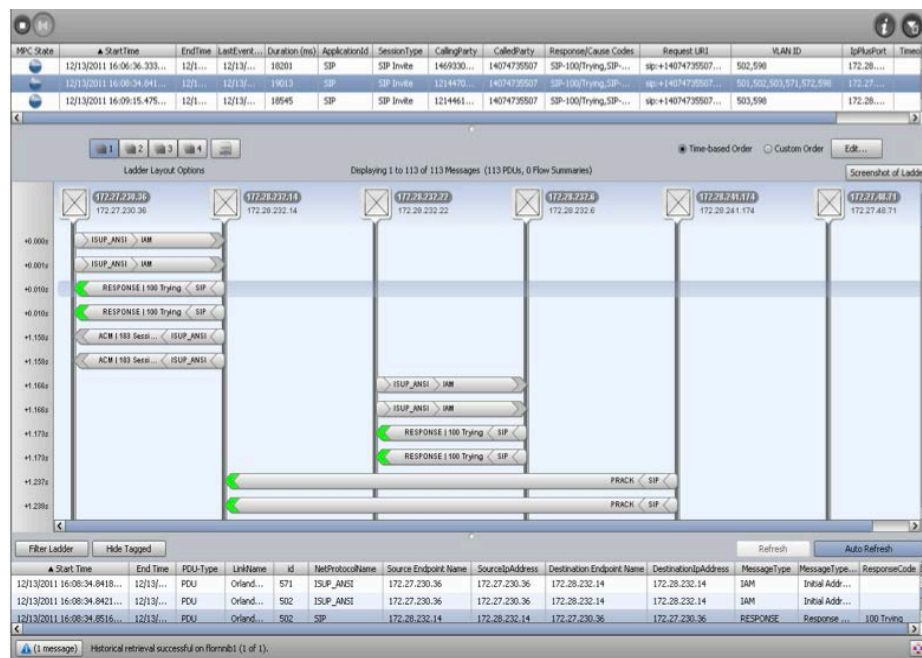 MPC State ▲ StartTime EndTime LastEvent... Duration (ms) ApplicationId SessionType CallingParty CalledParty Response/Cause Codes Request URI VLAN ID IpPlusPort
12/13/2011 16:06:36.333... 12/1... 12/13/... 18201 SIP SIP Invite 1469330... 14074735507 SIP-100/Trying,SIP-... sip:+14074735507... 502,598 172.28....
12/13/2011 16:08:34.841... 12/1... 12/13/... 19013 SIP SIP Invite 1214470... 14074735507 SIP-100/Trying,SIP-... sip:+14074735507... 501,502,503,571,572,598 172.27....
12/13/2011 16:09:15.475... 12/1... 12/13/... 18545 SIP SIP Invite 1214461... 14074735507 SIP-100/Trying,SIP-... sip:+14074735507... 503,598 172.28....
1 2 3 4 Time-based Order Custom Order Edit...
Ladder Layout Options Displaying 1 to 113 of 113 Messages (113 PDUs, 0 Flow Summaries) Screenshot of Ladde
172.27.230.36 172.28.232.14 172.28.232.22 172.28.232.6 172.28.241.174 172.27.48.71
172.27.230.36 172.28.232.14 172.28.232.22 172.28.232.6 172.28.241.174 172.27.48.71
+0.000s ISUP_ANSI IAM
+0.001s ISUP_ANSI IAM
+0.010s RESPONSE | 100 Trying SIP
+0.010s RESPONSE | 100 Trying SIP
+1.158s ACM | 183 Sessi... ISUP_ANSI
+1.158s ACM | 183 Sessi... ISUP_ANSI
+1.166s ISUP_ANSI IAM
+1.166s ISUP_ANSI IAM
+1.173s RESPONSE | 100 Trying SIP
+1.173s RESPONSE | 100 Trying SIP
+1.237s PRACK SIP
+1.238s PRACK SIP
Filter Ladder Hide Tagged Refresh Auto Refresh
▲ Start Time End Time PDU-Type LinkName id NetProtocolName Source Endpoint Name SourceIpAddress Destination Endpoint Name DestinationIpAddress MessageType MessageType... ResponseCode
12/13/2011 16:08:34.8418... 12/13/... PDU Orland... 571 ISUP_ANSI 172.27.230.36 172.27.230.36 172.28.232.14 172.28.232.14 IAM Initial Addr...
12/13/2011 16:08:34.8421... 12/13/... PDU Orland... 502 ISUP_ANSI 172.27.230.36 172.27.230.36 172.28.232.14 172.28.232.14 IAM Initial Addr...
12/13/2011 16:08:34.8516... 12/13/... PDU Orland... 502 SIP 172.28.232.14 172.28.232.14 172.27.230.36 172.27.230.36 RESPONSE Response ... 100 Trying
(1 message) Historical retrieval successful on flornnib1 (1 of 1).